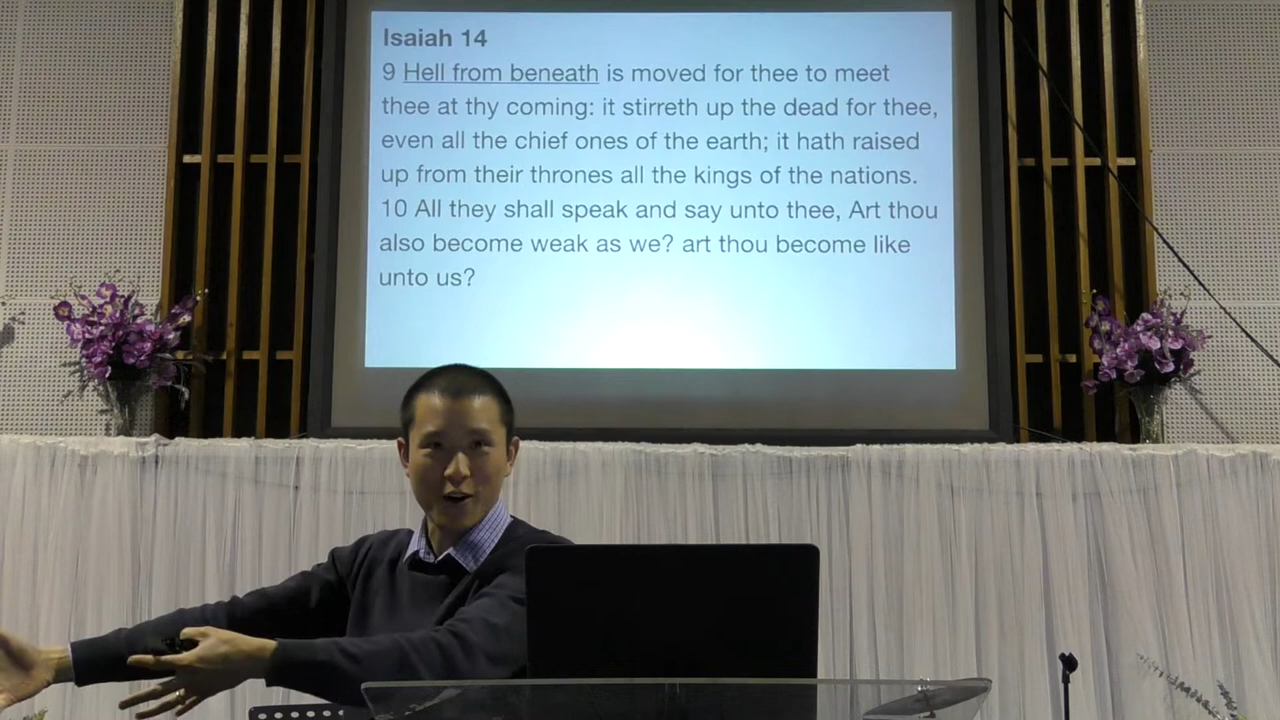 Isaiah 14
9 Hell from beneath is moved for thee to meet
thee at thy coming: it stirreth up the dead for thee,
even all the chief ones of the earth; it hath raised
up from their thrones all the kings of the nations.
10 All they shall speak and say unto thee, Art thou
also become weak as we? art thou become like
unto us?